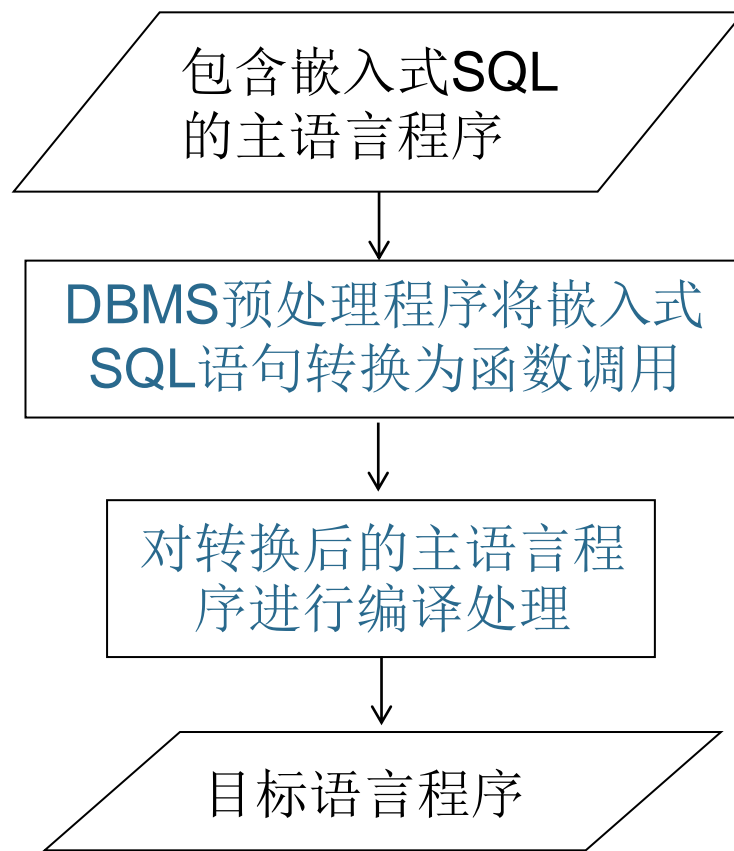 包含嵌入式SQL
的主语言程序
DBMS预处理程序将嵌入式
SQL语句转换为函数调用
对转换后的主语言程
序进行编译处理
目标语言程序